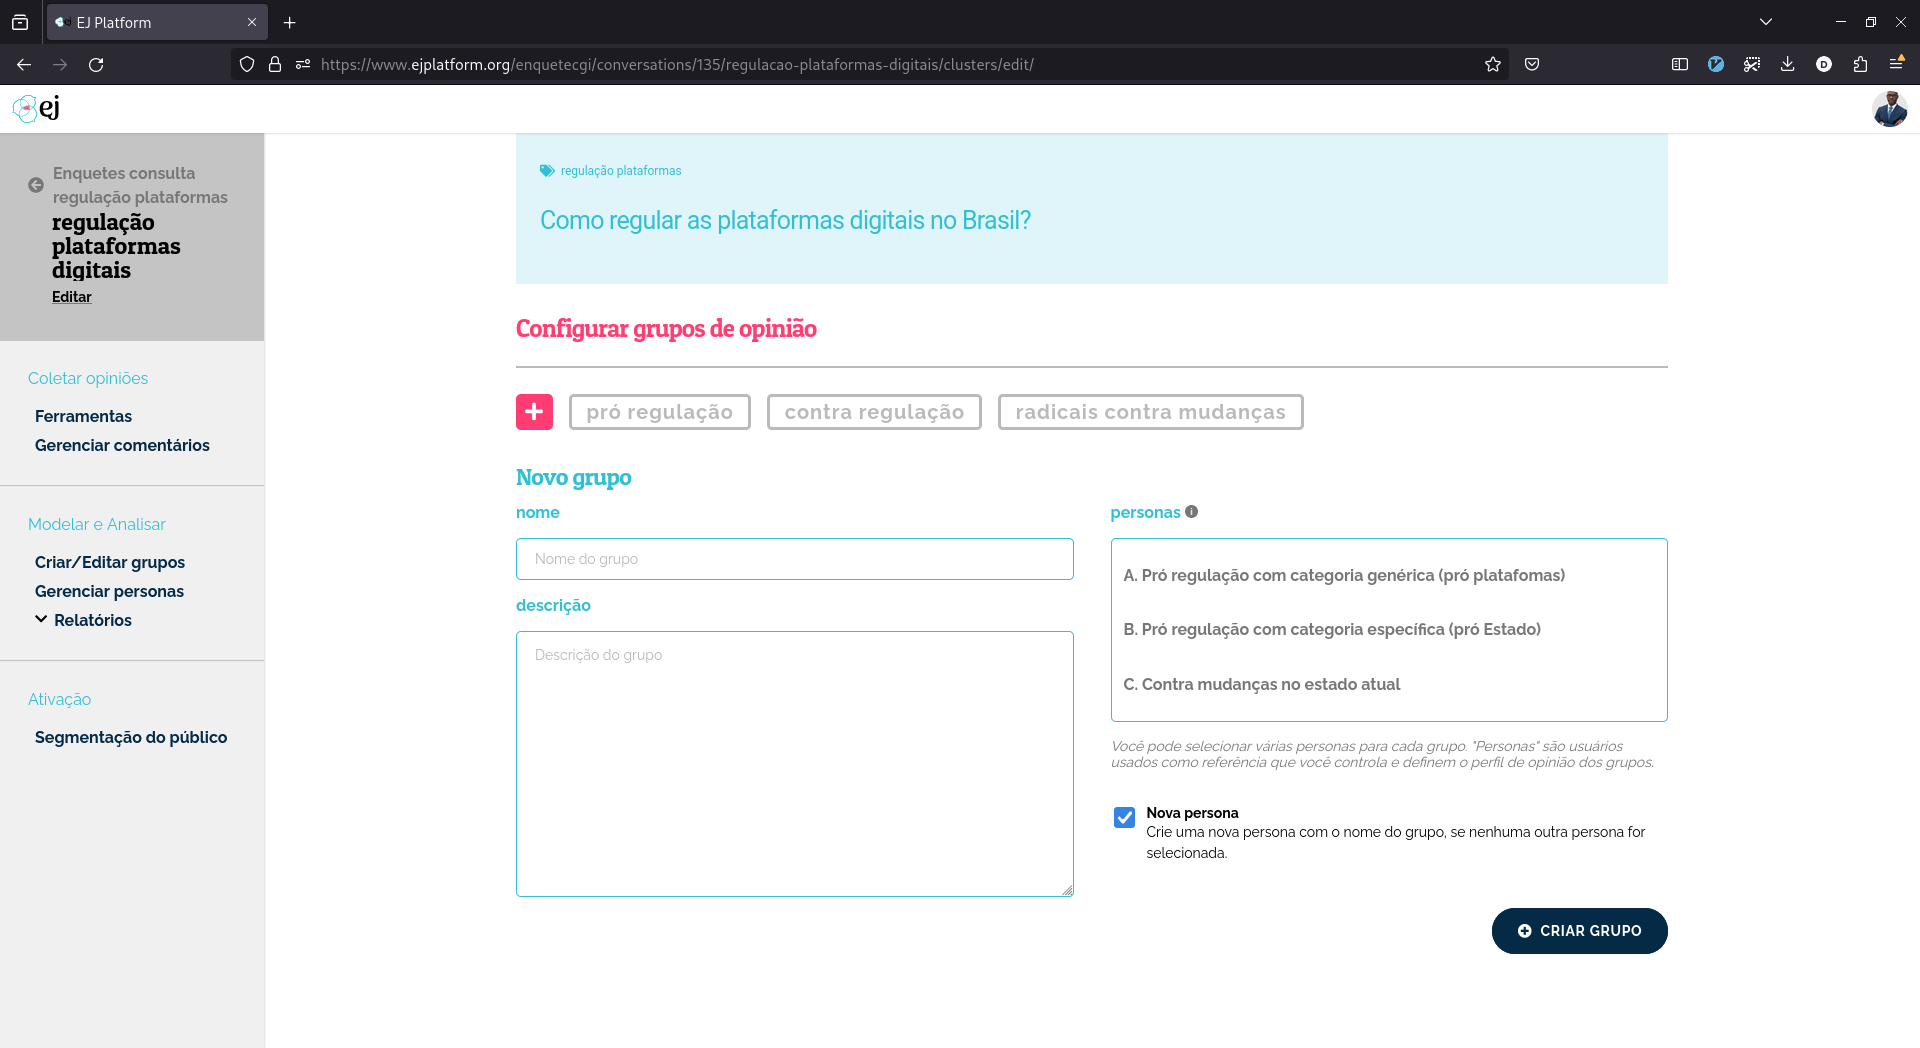 EJ Platform
https://www.ejplatform.org/enquetecgi/conversations/135/regulacao-plataformas-digitais/clusters/edit/
ej
Enquetes consulta
regulação plataformas
regulação
plataformas
digitais
Editar
Coletar opiniões
Ferramentas
Gerenciar comentários
Modelar e Analisar
Criar/Editar grupos
Gerenciar personas
Relatórios
Ativação
Segmentação do público
regulação plataformas
Como regular as plataformas digitais no Brasil?
Configurar grupos de opinião
pró regulação
contra regulação
radicais contra mudanças
Novo grupo
nome
Nome do grupo
descrição
Descrição do grupo
personas
A. Pró regulação com categoria genérica (pró platafomas)
B. Pró regulação com categoria específica (pró Estado)
C. Contra mudanças no estado atual
Você pode selecionar várias personas para cada grupo. "Personas" são usuários
usados como referência que você controla e definem o perfil de opinião dos grupos.
Nova persona
Crie uma nova persona com o nome do grupo, se nenhuma outra persona for
selecionada.
CRIAR GRUPO